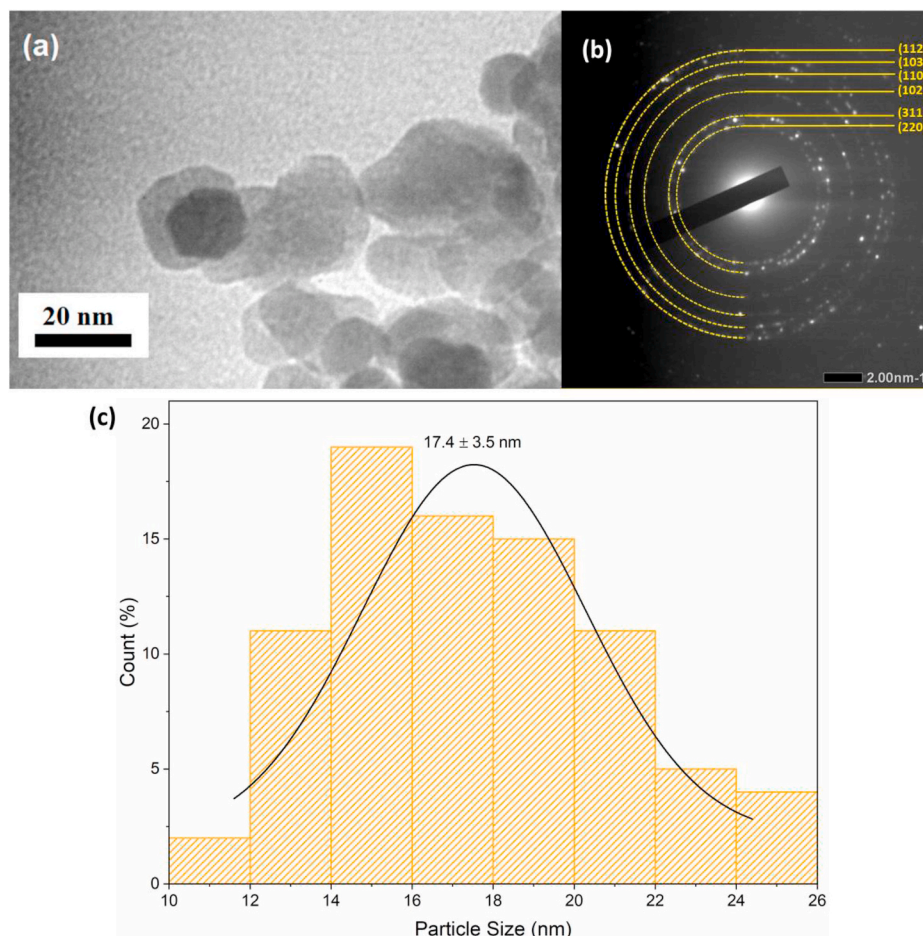 (a)
20 nm
(b)
(112
(103
(110
(102
(311
(220
2.00nm-1
(c)
17.4 ± 3.5 nm
Count (%)
20
15
10
5
0
10 12 14 16 18 20 22 24 26
Particle Size (nm)